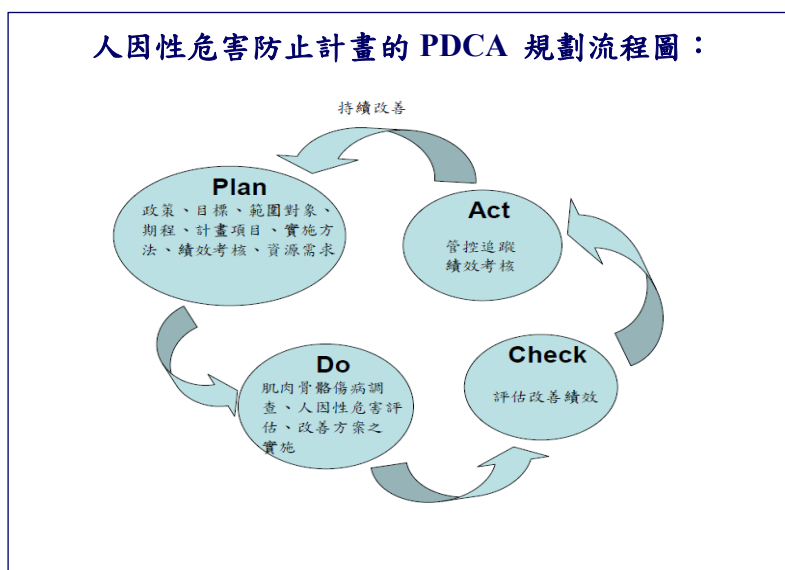 人因性危害防止計畫的 PDCA 規劃流程圖：
持續改善
Plan
政策、目標、範圍對象、
期程、計畫項目、實施方
法、績效考核、資源需求
Act
管控追蹤
績效考核
Do
肌肉骨骼傷病調
查、人因性危害評
估、改善方案之
實施
Check
評估改善績效